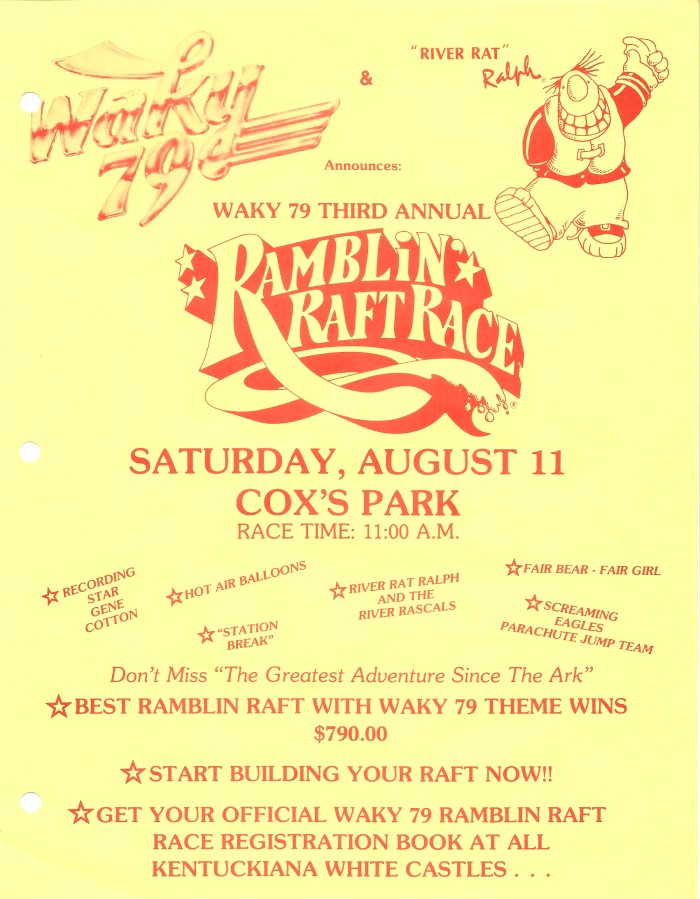 Waky
79
&
"RIVER RAT"
Ralph
Announces:
WAKY 79 THIRD ANNUAL
RAMBLIN'
RAFT RACE
®
SATURDAY, AUGUST 11
COX'S PARK
RACE TIME: 11:00 A.M.
☆RECORDING
STAR
GENE
COTTON
☆HOT AIR BALLOONS
☆"STATION
BREAK"
☆RIVER RAT RALPH
AND THE
RIVER RASCALS
☆FAIR BEAR - FAIR GIRL
☆SCREAMING
EAGLES
PARACHUTE JUMP TEAM
Don't Miss "The Greatest Adventure Since The Ark"
☆BEST RAMBLIN RAFT WITH WAKY 79 THEME WINS
$790.00
☆START BUILDING YOUR RAFT NOW!!
☆GET YOUR OFFICIAL WAKY 79 RAMBLIN RAFT
RACE REGISTRATION BOOK AT ALL
KENTUCKIANA WHITE CASTLES . . .